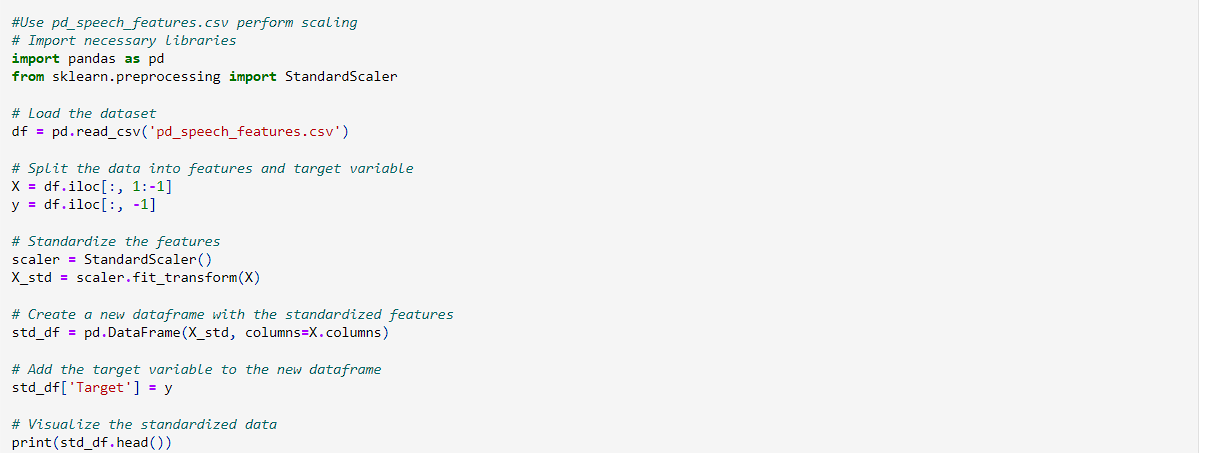 #Use pd_speech_features.csv perform scaling
# Import necessary libraries
import pandas as pd
from sklearn.preprocessing import StandardScaler
# Load the dataset
df = pd.read_csv('pd_speech_features.csv')
# Split the data into features and target variable
X = df.iloc[:, 1:-1]
y = df.iloc[:, -1]
# Standardize the features
scaler = StandardScaler()
X_std = scaler.fit_transform(X)
# Create a new dataframe with the standardized features
std_df = pd.DataFrame(X_std, columns=X.columns)
# Add the target variable to the new dataframe
std_df['Target'] = y
# Visualize the standardized data
print(std_df.head())